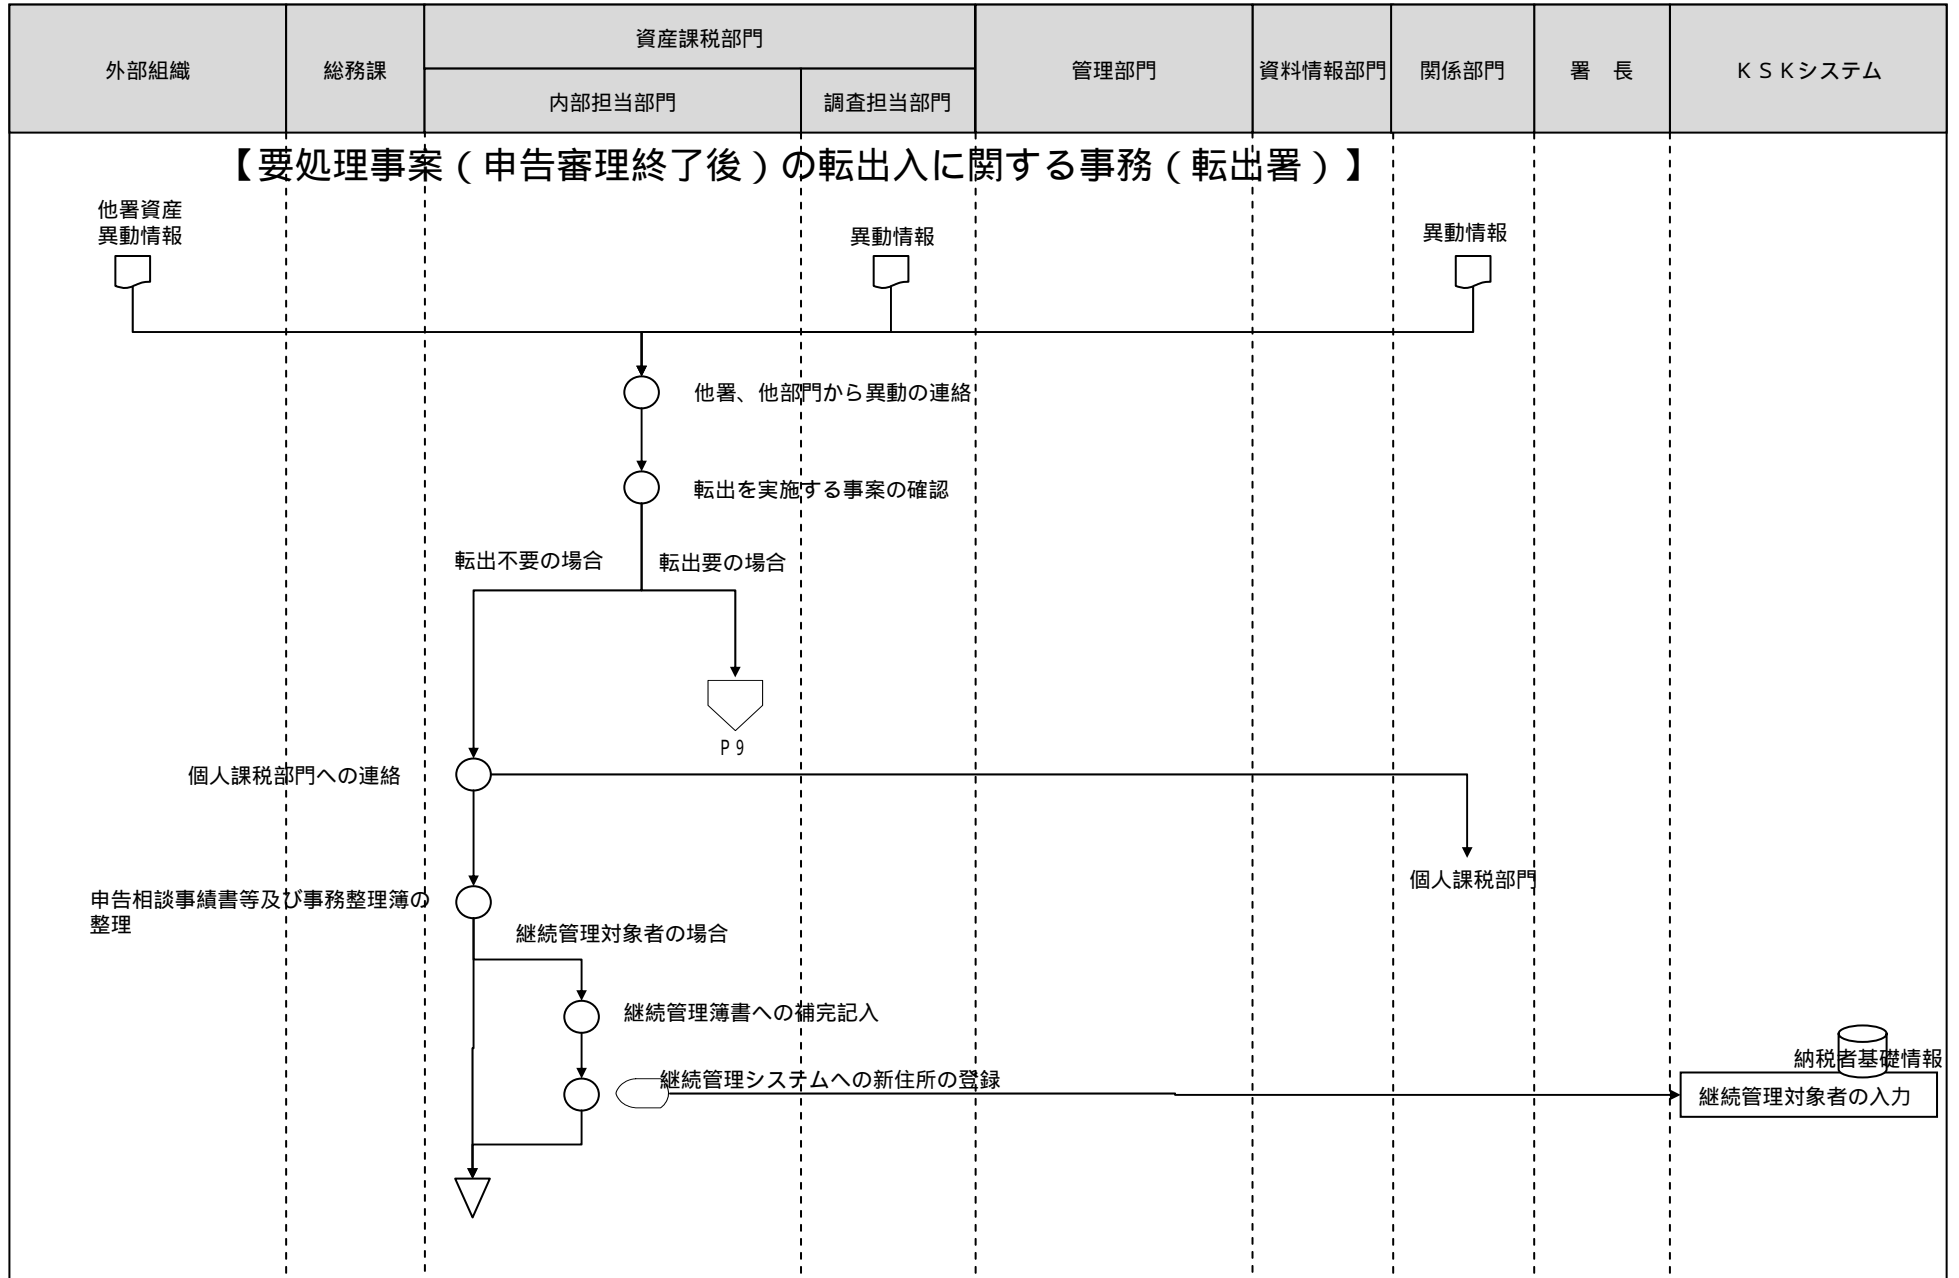 外部組織
総務課
資産課税部門
内部担当部門
調査担当部門
管理部門
資料情報部門
関係部門
署　長
ＫＳＫシステム
【要処理事案（申告審理終了後）の転出入に関する事務（転出署）】
他署資産
異動情報
異動情報
異動情報
他署、他部門から異動の連絡
転出を実施する事案の確認
転出不要の場合
転出要の場合
Ｐ９
個人課税部門への連絡
個人課税部門
申告相談事績書等及び事務整理簿の
整理
継続管理対象者の場合
継続管理簿書への補完記入
納税者基礎情報
継続管理システムへの新住所の登録
継続管理対象者の入力